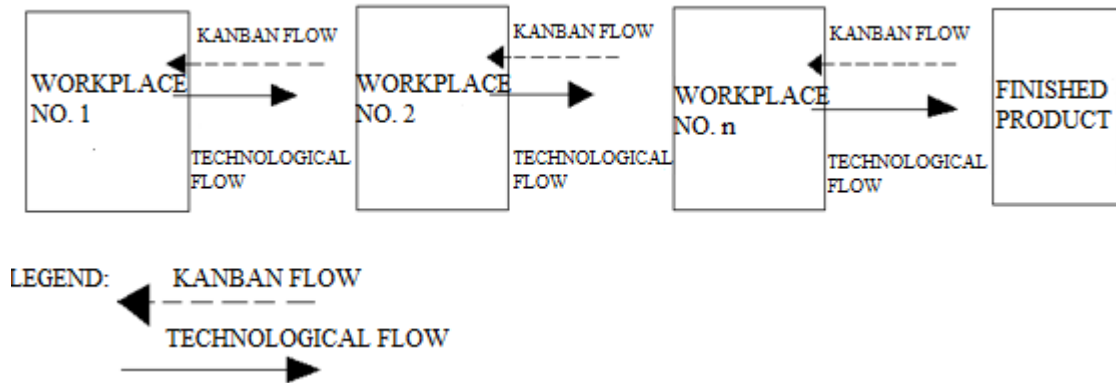 KANBAN FLOW
WORKPLACE
NO. 1
TECHNOLOGICAL
FLOW
KANBAN FLOW
WORKPLACE
NO. 2
TECHNOLOGICAL
FLOW
KANBAN FLOW
WORKPLACE
NO. n
TECHNOLOGICAL
FLOW
FINISHED
PRODUCT
LEGEND:
KANBAN FLOW
TECHNOLOGICAL FLOW